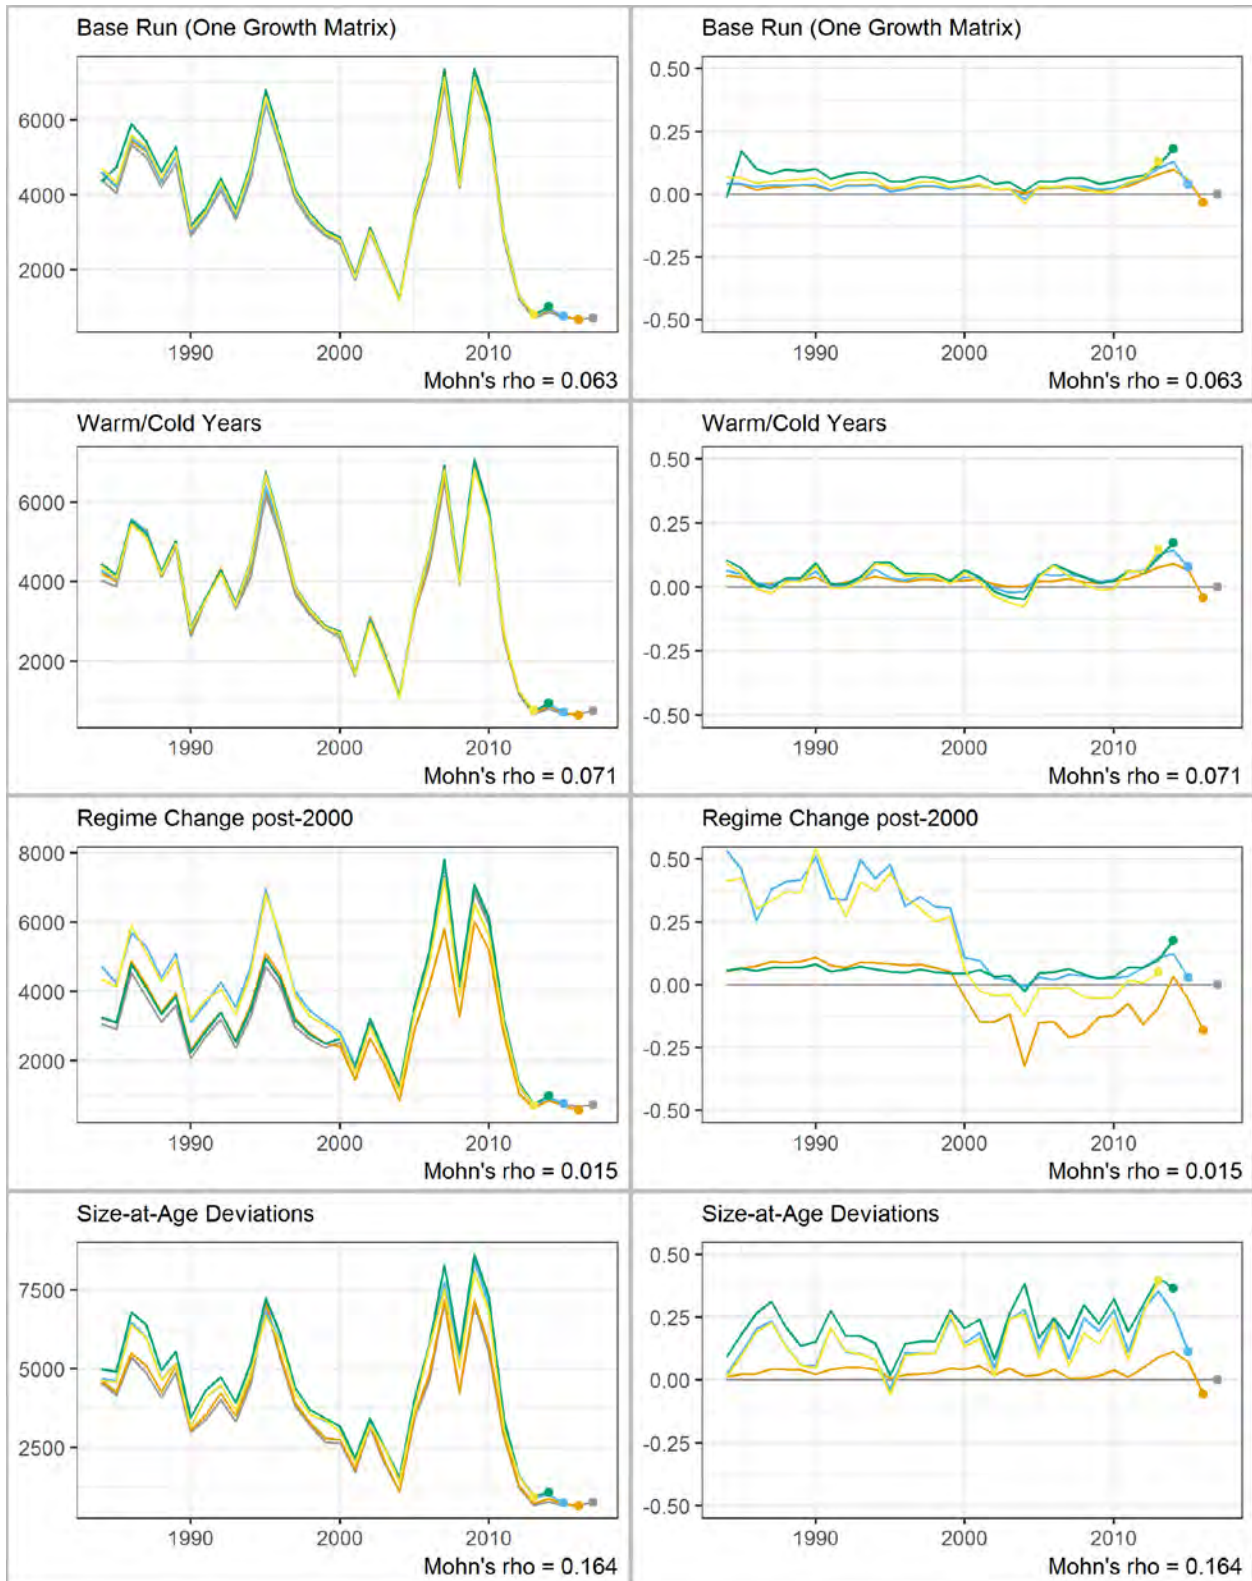 Base Run (One Growth Matrix)
6000
4000
2000
1990 2000 2010
Mohn's rho = 0.063
Base Run (One Growth Matrix)
0.50
0.25
0.00
-0.25
-0.50
1990 2000 2010
Mohn's rho = 0.063
Warm/Cold Years
6000
4000
2000
1990 2000 2010
Mohn's rho = 0.071
Warm/Cold Years
0.50
0.25
0.00
-0.25
-0.50
1990 2000 2010
Mohn's rho = 0.071
Regime Change post-2000
8000
6000
4000
2000
1990 2000 2010
Mohn's rho = 0.015
Regime Change post-2000
0.50
0.25
0.00
-0.25
-0.50
1990 2000 2010
Mohn's rho = 0.015
Size-at-Age Deviations
7500
5000
2500
1990 2000 2010
Mohn's rho = 0.164
Size-at-Age Deviations
0.50
0.25
0.00
-0.25
-0.50
1990 2000 2010
Mohn's rho = 0.164